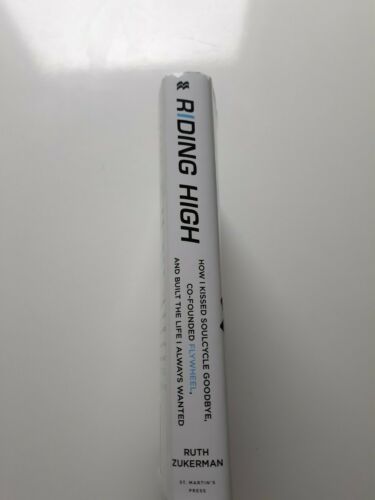 RIDING HIGH
HOW I KISSED SOULCYCLE GOODBYE,
CO-FOUNDED FLYWHEEL,
AND BUILT THE LIFE I ALWAYS WANTED
RUTH
ZUKERMAN
ST. MARTIN'S
PRESS